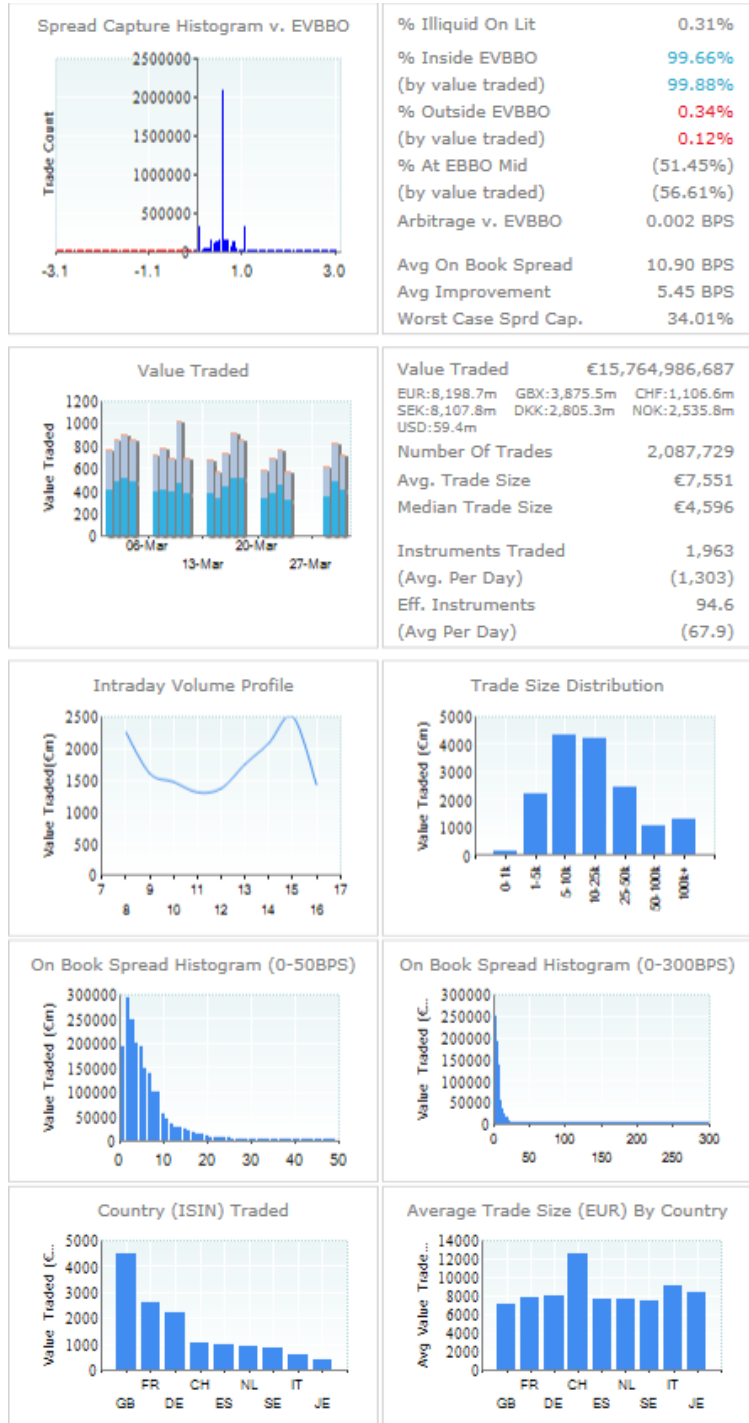 Spread Capture Histogram v. EVBBO
Trade Count
2500000
2000000
1500000
1000000
500000
0
-3.1 -1.1 1.0 3.0
% Illiquid On Lit 0.31%
% Inside EVBBO 99.66%
(by value traded) 99.88%
% Outside EVBBO 0.34%
(by value traded) 0.12%
% At EBBO Mid (51.45%)
(by value traded) (56.61%)
Arbitrage v. EVBBO 0.002 BPS
Avg On Book Spread 10.90 BPS
Avg Improvement 5.45 BPS
Worst Case Sprd Cap. 34.01%
Value Traded
Value Traded
1200
1000
800
600
400
200
0
06-Mar 20-Mar
13-Mar 27-Mar
Value Traded €15,764,986,687
EUR:8,198.7m GBX:3,875.5m CHF:1,106.6m
SEK:8,107.8m DKK:2,805.3m NOK:2,535.8m
USD:59.4m
Number Of Trades 2,087,729
Avg. Trade Size €7,551
Median Trade Size €4,596
Instruments Traded 1,963
(Avg. Per Day) (1,303)
Eff. Instruments 94.6
(Avg Per Day) (67.9)
Intraday Volume Profile
Value Traded(€m)
2500
2000
1500
1000
500
0
7 9 11 13 15 17
8 10 12 14 16
Trade Size Distribution
Value Traded (€m)
5000
4000
3000
2000
1000
0
0-1k 1-5k 5-10k 10-25k 25-50k 50-100k 100k+
On Book Spread Histogram (0-50BPS)
Value Traded (€m)
300000
250000
200000
150000
100000
50000
0
0 10 20 30 40 50
On Book Spread Histogram (0-300BPS)
Value Traded (€...
300000
250000
200000
150000
100000
50000
0
0 100 200 300
50 150 250
Country (ISIN) Traded
Value Traded (€...
5000
4000
3000
2000
1000
0
FR CH NL IT
GB DE ES SE JE
Average Trade Size (EUR) By Country
Avg Value Trade...
14000
12000
10000
8000
6000
4000
2000
0
FR CH NL IT
GB DE ES SE JE